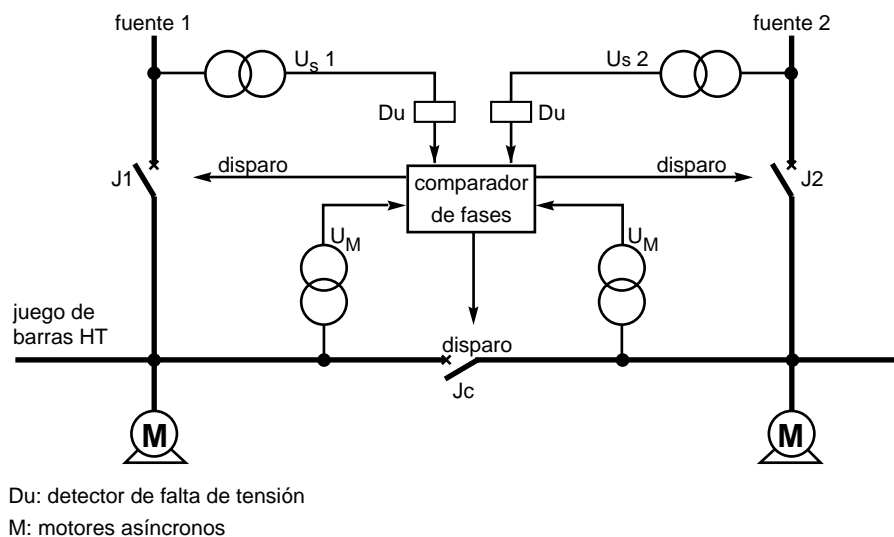 fuente 1
fuente 2
Us 1
Us 2
Du
Du
disparo
disparo
J1
J2
comparador
de fases
UM
UM
juego de
barras HT
disparo
Jc
M
M
Du: detector de falta de tensión
M: motores asíncronos